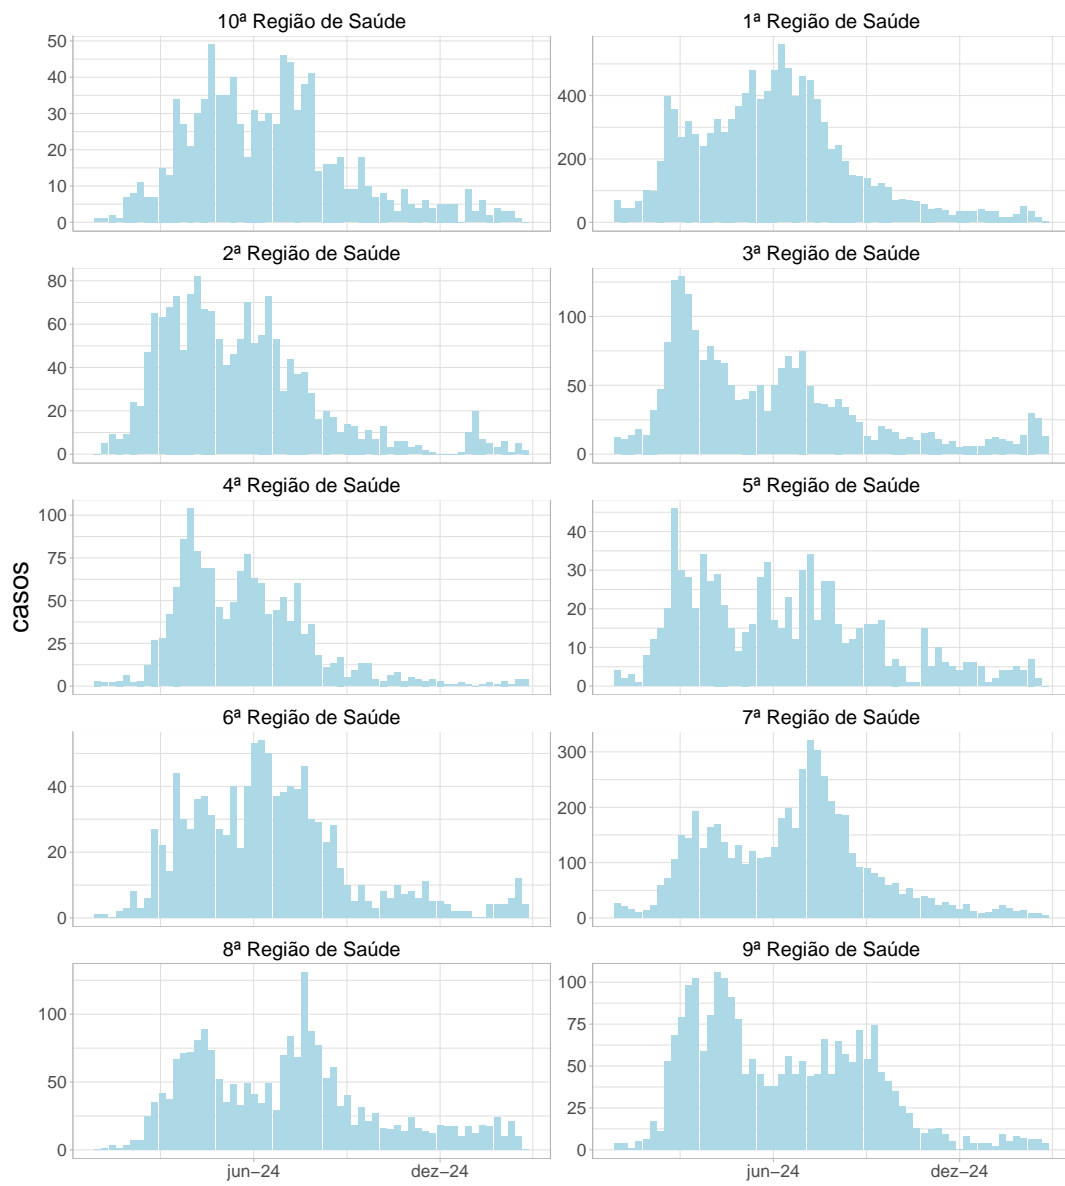 10ª Região de Saúde
50
40
30
20
10
0
1ª Região de Saúde
400
200
0
2ª Região de Saúde
80
60
40
20
0
3ª Região de Saúde
100
50
0
4ª Região de Saúde
100
75
50
25
0
5ª Região de Saúde
40
30
20
10
0
casos
6ª Região de Saúde
40
20
0
7ª Região de Saúde
300
200
100
0
8ª Região de Saúde
100
50
0
jun−24
dez−24
9ª Região de Saúde
100
75
50
25
0
jun−24
dez−24